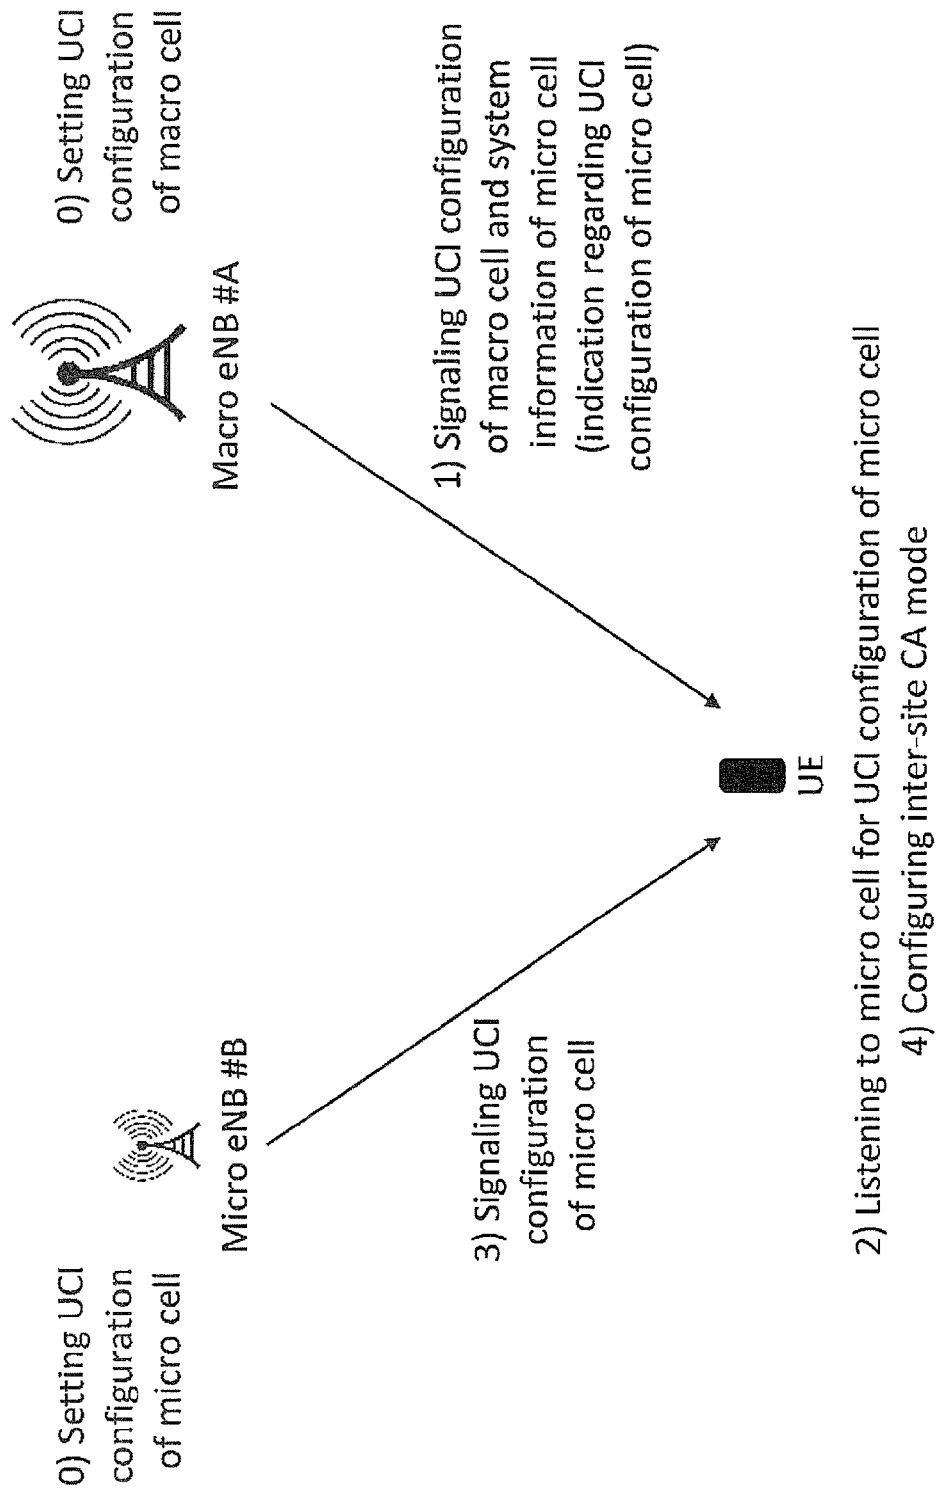 0) Setting UCI
configuration
of micro cell
Micro eNB #B
0) Setting UCI
configuration
of macro cell
Macro eNB #A
1) Signaling UCI configuration
of macro cell and system
information of micro cell
(indication regarding UCI
configuration of micro cell)
3) Signaling UCI
configuration
of micro cell
UE
2) Listening to micro cell for UCI configuration of micro cell
4) Configuring inter-site CA mode